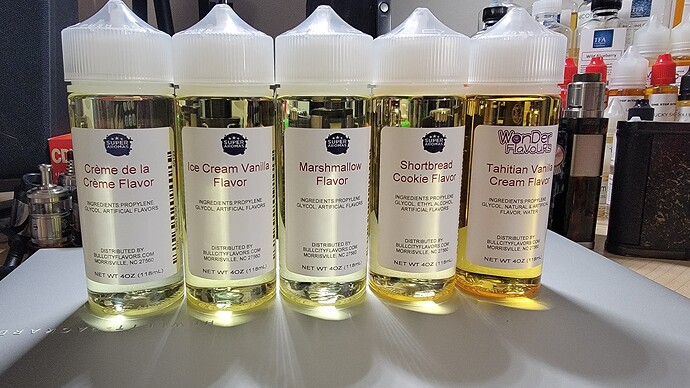 SUPER
AROMAS
Crème de la
Crème Flavor
INGREDIENTS PROPYLENE
GLYCOL, ARTIFICIAL FLAVORS
DISTRIBUTED BY
BULLCITYFLAVORS.COM
MORRISVILLE, NC 27560
NET WT 4OZ (118mL)
SUPER
AROMAS
Ice Cream Vanilla
Flavor
INGREDIENTS PROPYLENE
GLYCOL, ARTIFICIAL FLAVORS
DISTRIBUTED BY
BULLCITYFLAVORS.COM
MORRISVILLE, NC 27560
NET WT 4OZ (118mL)
SUPER
AROMAS
Marshmallow
Flavor
INGREDIENTS PROPYLENE
GLYCOL, ARTIFICIAL FLAVORS
DISTRIBUTED BY
BULLCITYFLAVORS.COM
MORRISVILLE, NC 27560
NET WT 4OZ (118mL)
SUPER
AROMAS
Shortbread
Cookie Flavor
INGREDIENTS PROPYLENE
GLYCOL, ETHYL ALCOHOL,
ARTIFICIAL FLAVORS
DISTRIBUTED BY
BULLCITYFLAVORS.COM
MORRISVILLE, NC 27560
NET WT 4OZ (118mL)
WonDer
Flavours
Tahitian Vanilla
Cream Flavor
INGREDIENTS PROPYLENE
GLYCOL, NATURAL & ARTIFICIAL
FLAVOR, WATER
DISTRIBUTED BY
BULLCITYFLAVORS.COM
MORRISVILLE, NC 27560
NET WT 4OZ (118mL)
TFA